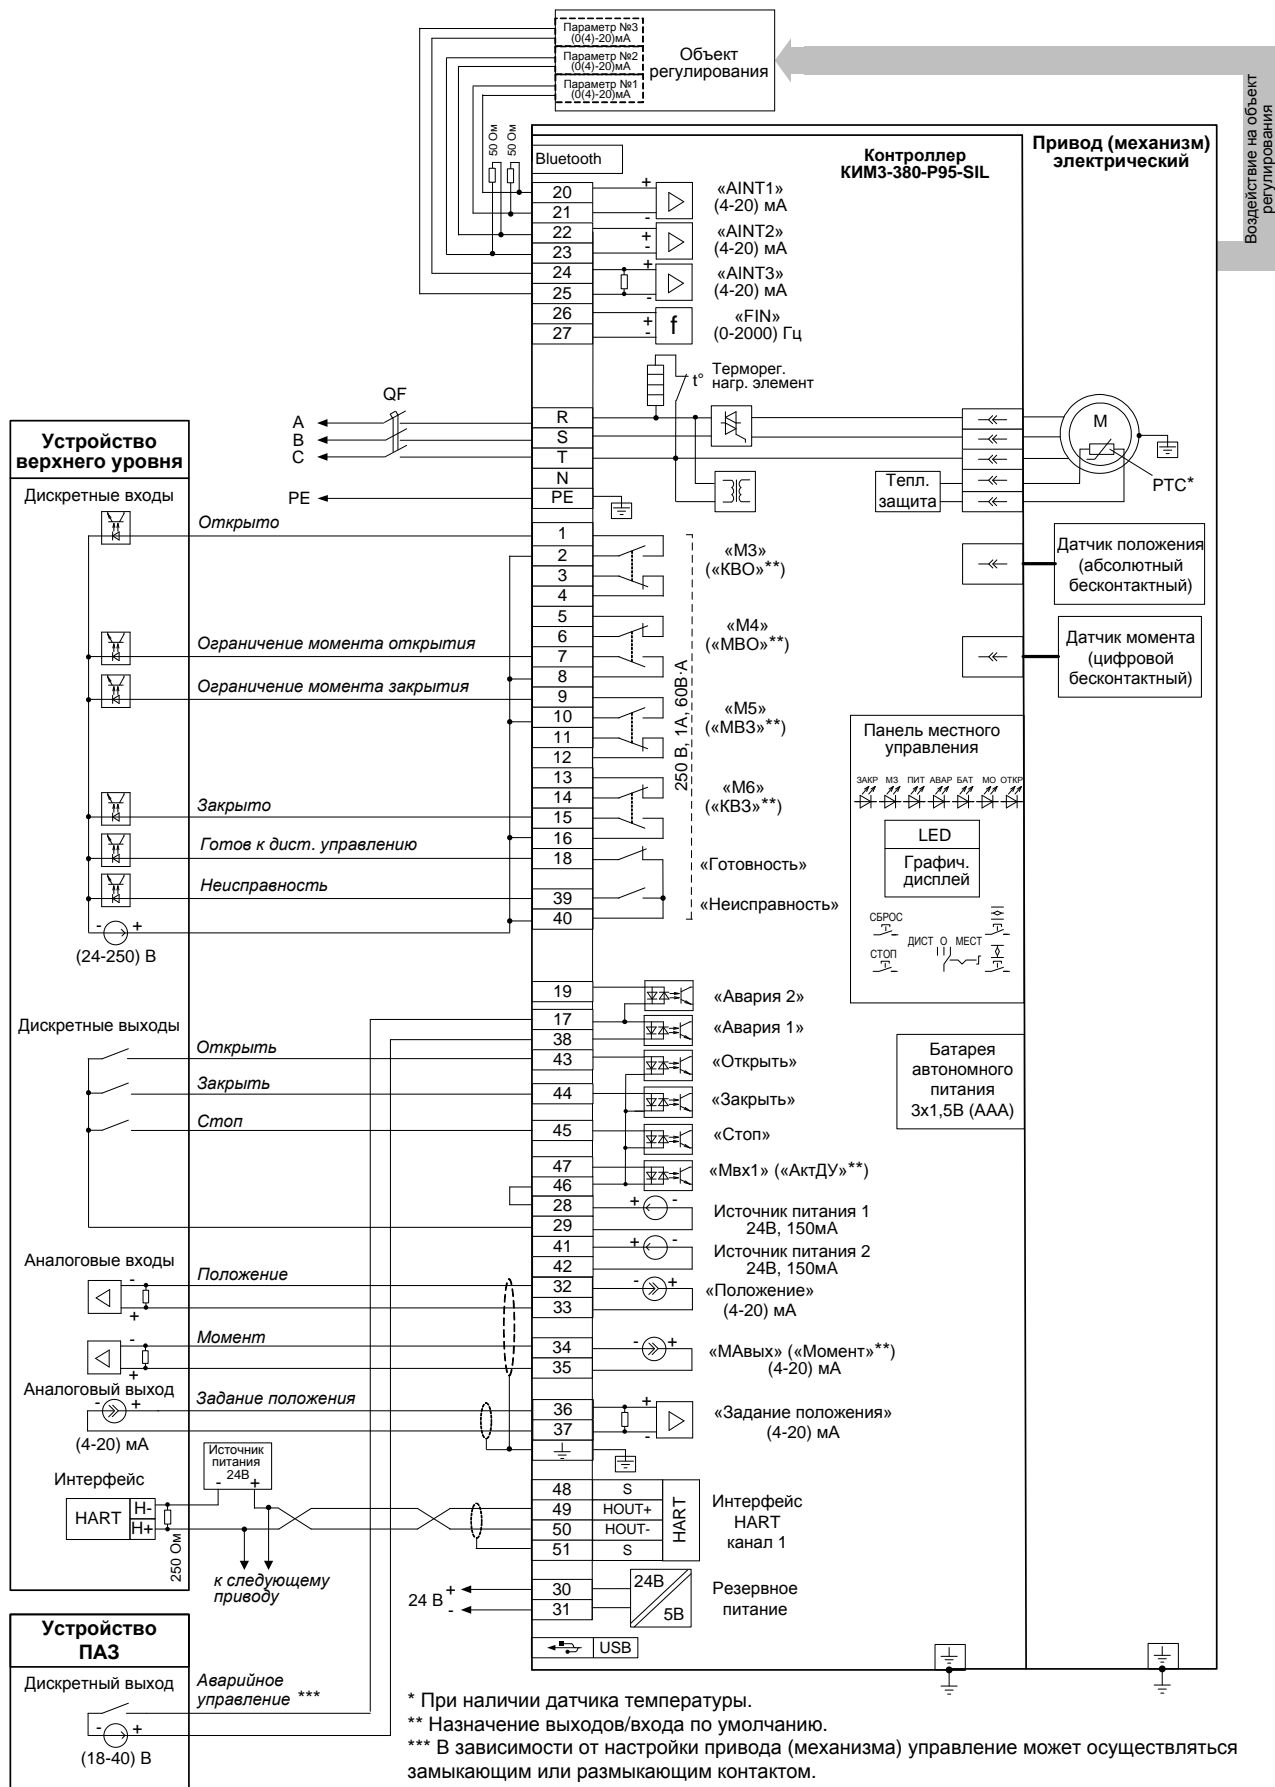 Параметр №3
(0(4)-20)мА
Параметр №2
(0(4)-20)мА
Параметр №1
(0(4)-20)мА
Объект
регулирования
Воздействие на объект
регулирования
50 Ом
50 Ом
Bluetooth
Контроллер
КИМ3-380-Р95-SIL
Привод (механизм)
электрический
20
21
22
23
24
25
26
27
+
-
«AINT1»
(4-20) мА
+
-
«AINT2»
(4-20) мА
+
-
«AINT3»
(4-20) мА
+
-
f
«FIN»
(0-2000) Гц
t°
Терморег.
нагр. элемент
QF
A
B
C
PE
R
S
T
N
PE
M
PTC*
Тепл.
защита
Устройство
верхнего уровня
Дискретные входы
Открыто
Ограничение момента открытия
Ограничение момента закрытия
Закрыто
Готов к дист. управлению
Неисправность
- +
(24-250) В
1
2
3
4
5
6
7
8
9
10
11
12
13
14
15
16
18
39
40
«М3»
(«КВО»**)
«М4»
(«МВО»**)
«М5»
(«МВЗ»**)
«М6»
(«КВЗ»**)
«Готовность»
«Неисправность»
250 В, 1А, 60В·А
Датчик положения
(абсолютный
бесконтактный)
Датчик момента
(цифровой
бесконтактный)
Панель местного
управления
ЗАКР МЗ ПИТ АВАР БАТ МО ОТКР
LED
Графич.
дисплей
СБРОС
СТОП
ДИСТ О МЕСТ
Батарея
автономного
питания
3х1,5В (ААА)
Дискретные выходы
Открыть
Закрыть
Стоп
19
17
38
43
44
45
47
46
28
29
41
42
32
33
34
35
36
37
«Авария 2»
«Авария 1»
«Открыть»
«Закрыть»
«Стоп»
«Мвх1» («АктДУ»**)
+ -
Источник питания 1
24В, 150мА
+ -
Источник питания 2
24В, 150мА
- +
«Положение»
(4-20) мА
- +
«МАвых» («Момент»**)
(4-20) мА
+
-
«Задание положения»
(4-20) мА
Аналоговые входы
Положение
-
+
Момент
-
+
Аналоговый выход
Задание положения
- +
(4-20) мА
Источник
питания
24В
- +
Интерфейс
HART
H-
H+
250 Ом
к следующему
приводу
48
49
50
51
S
HOUT+
HOUT-
S
HART
Интерфейс
HART
канал 1
24 В
+
-
30
31
24В
5В
Резервное
питание
USB
Устройство
ПАЗ
Дискретный выход
- +
(18-40) В
Аварийное
управление ***
* При наличии датчика температуры.
** Назначение выходов/входа по умолчанию.
*** В зависимости от настройки привода (механизма) управление может осуществляться
замыкающим или размыкающим контактом.